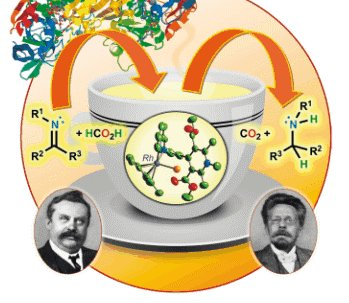 R¹
N
R² R³
+ HCO₂H
Rh
CO₂ +
R¹
N H
R³ R²
H